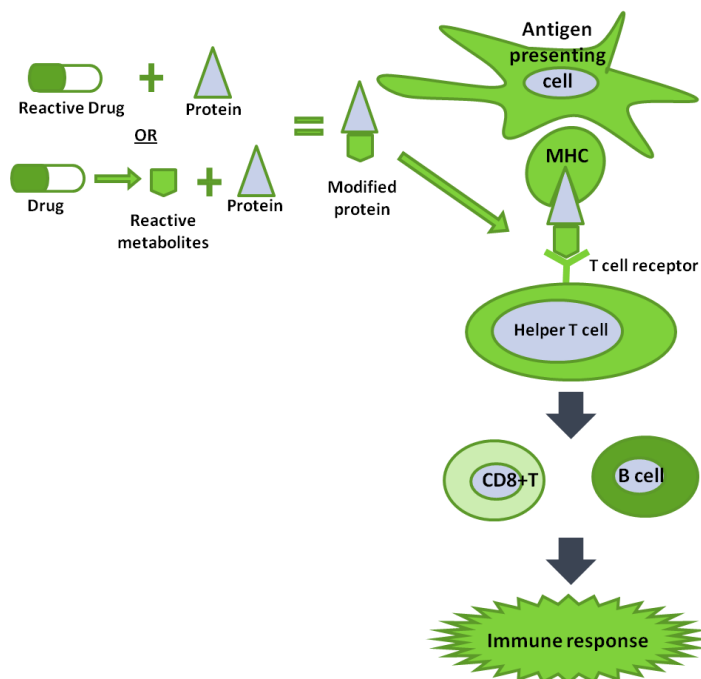 Reactive Drug
+
Protein
OR
Drug
Reactive
metabolites
+
Protein
=
Modified
protein
Antigen
presenting
cell
MHC
T cell receptor
Helper T cell
CD8+T
B cell
Immune response